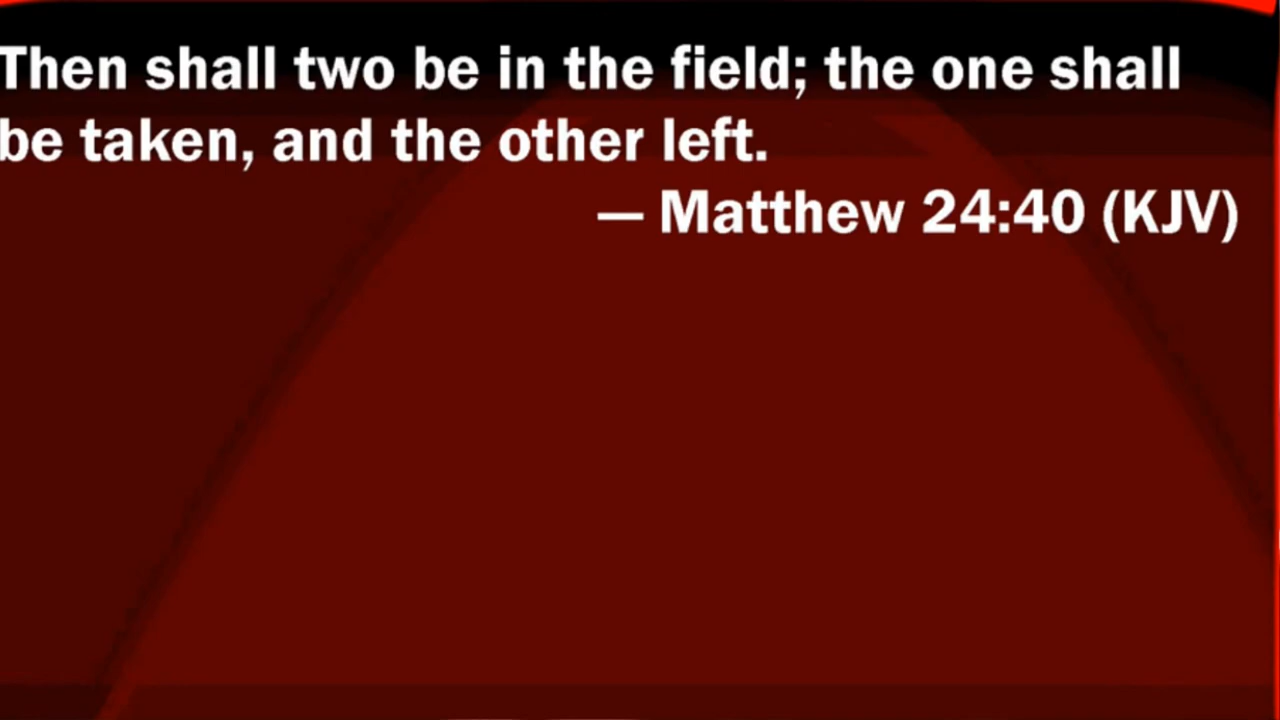 Then shall two be in the field; the one shall
be taken, and the other left.
— Matthew 24:40 (KJV)